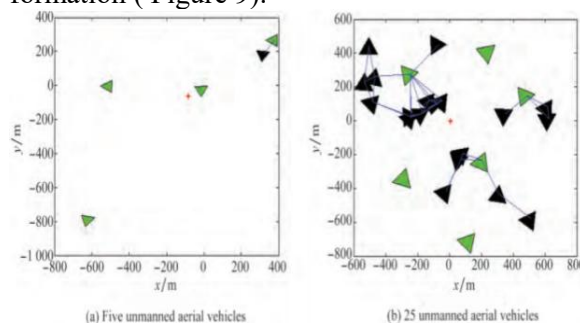 formation ( Figure 9).
400
200
0
−200
−400
−600
−800
−1 000
y/m
−800 −600 −400 −200 0 200 400
x/m
(a) Five unmanned aerial vehicles
600
400
200
0
−200
−400
−600
−800
y/m
−600 −400 −200 0 200 400 600 800
x/m
(b) 25 unmanned aerial vehicles